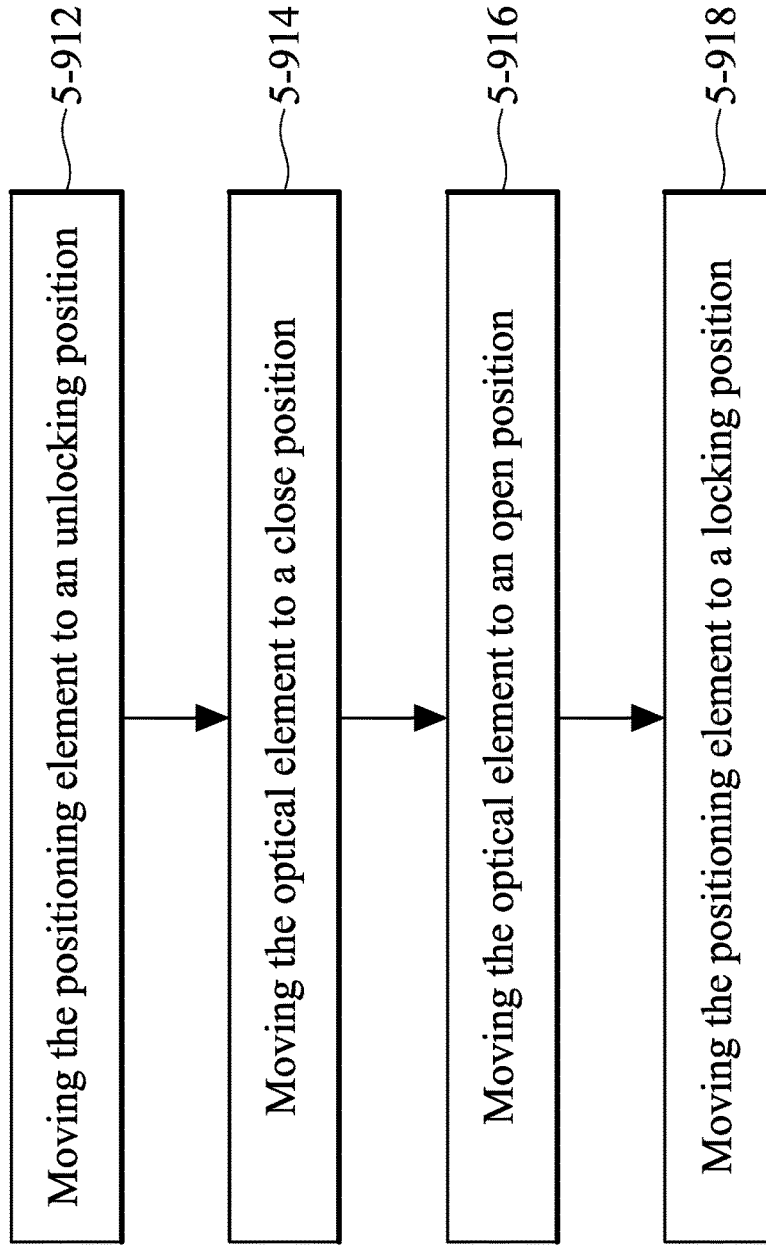 Moving the positioning element to an unlocking position
5-912
Moving the optical element to a close position
5-914
Moving the optical element to an open position
5-916
Moving the positioning element to a locking position
5-918